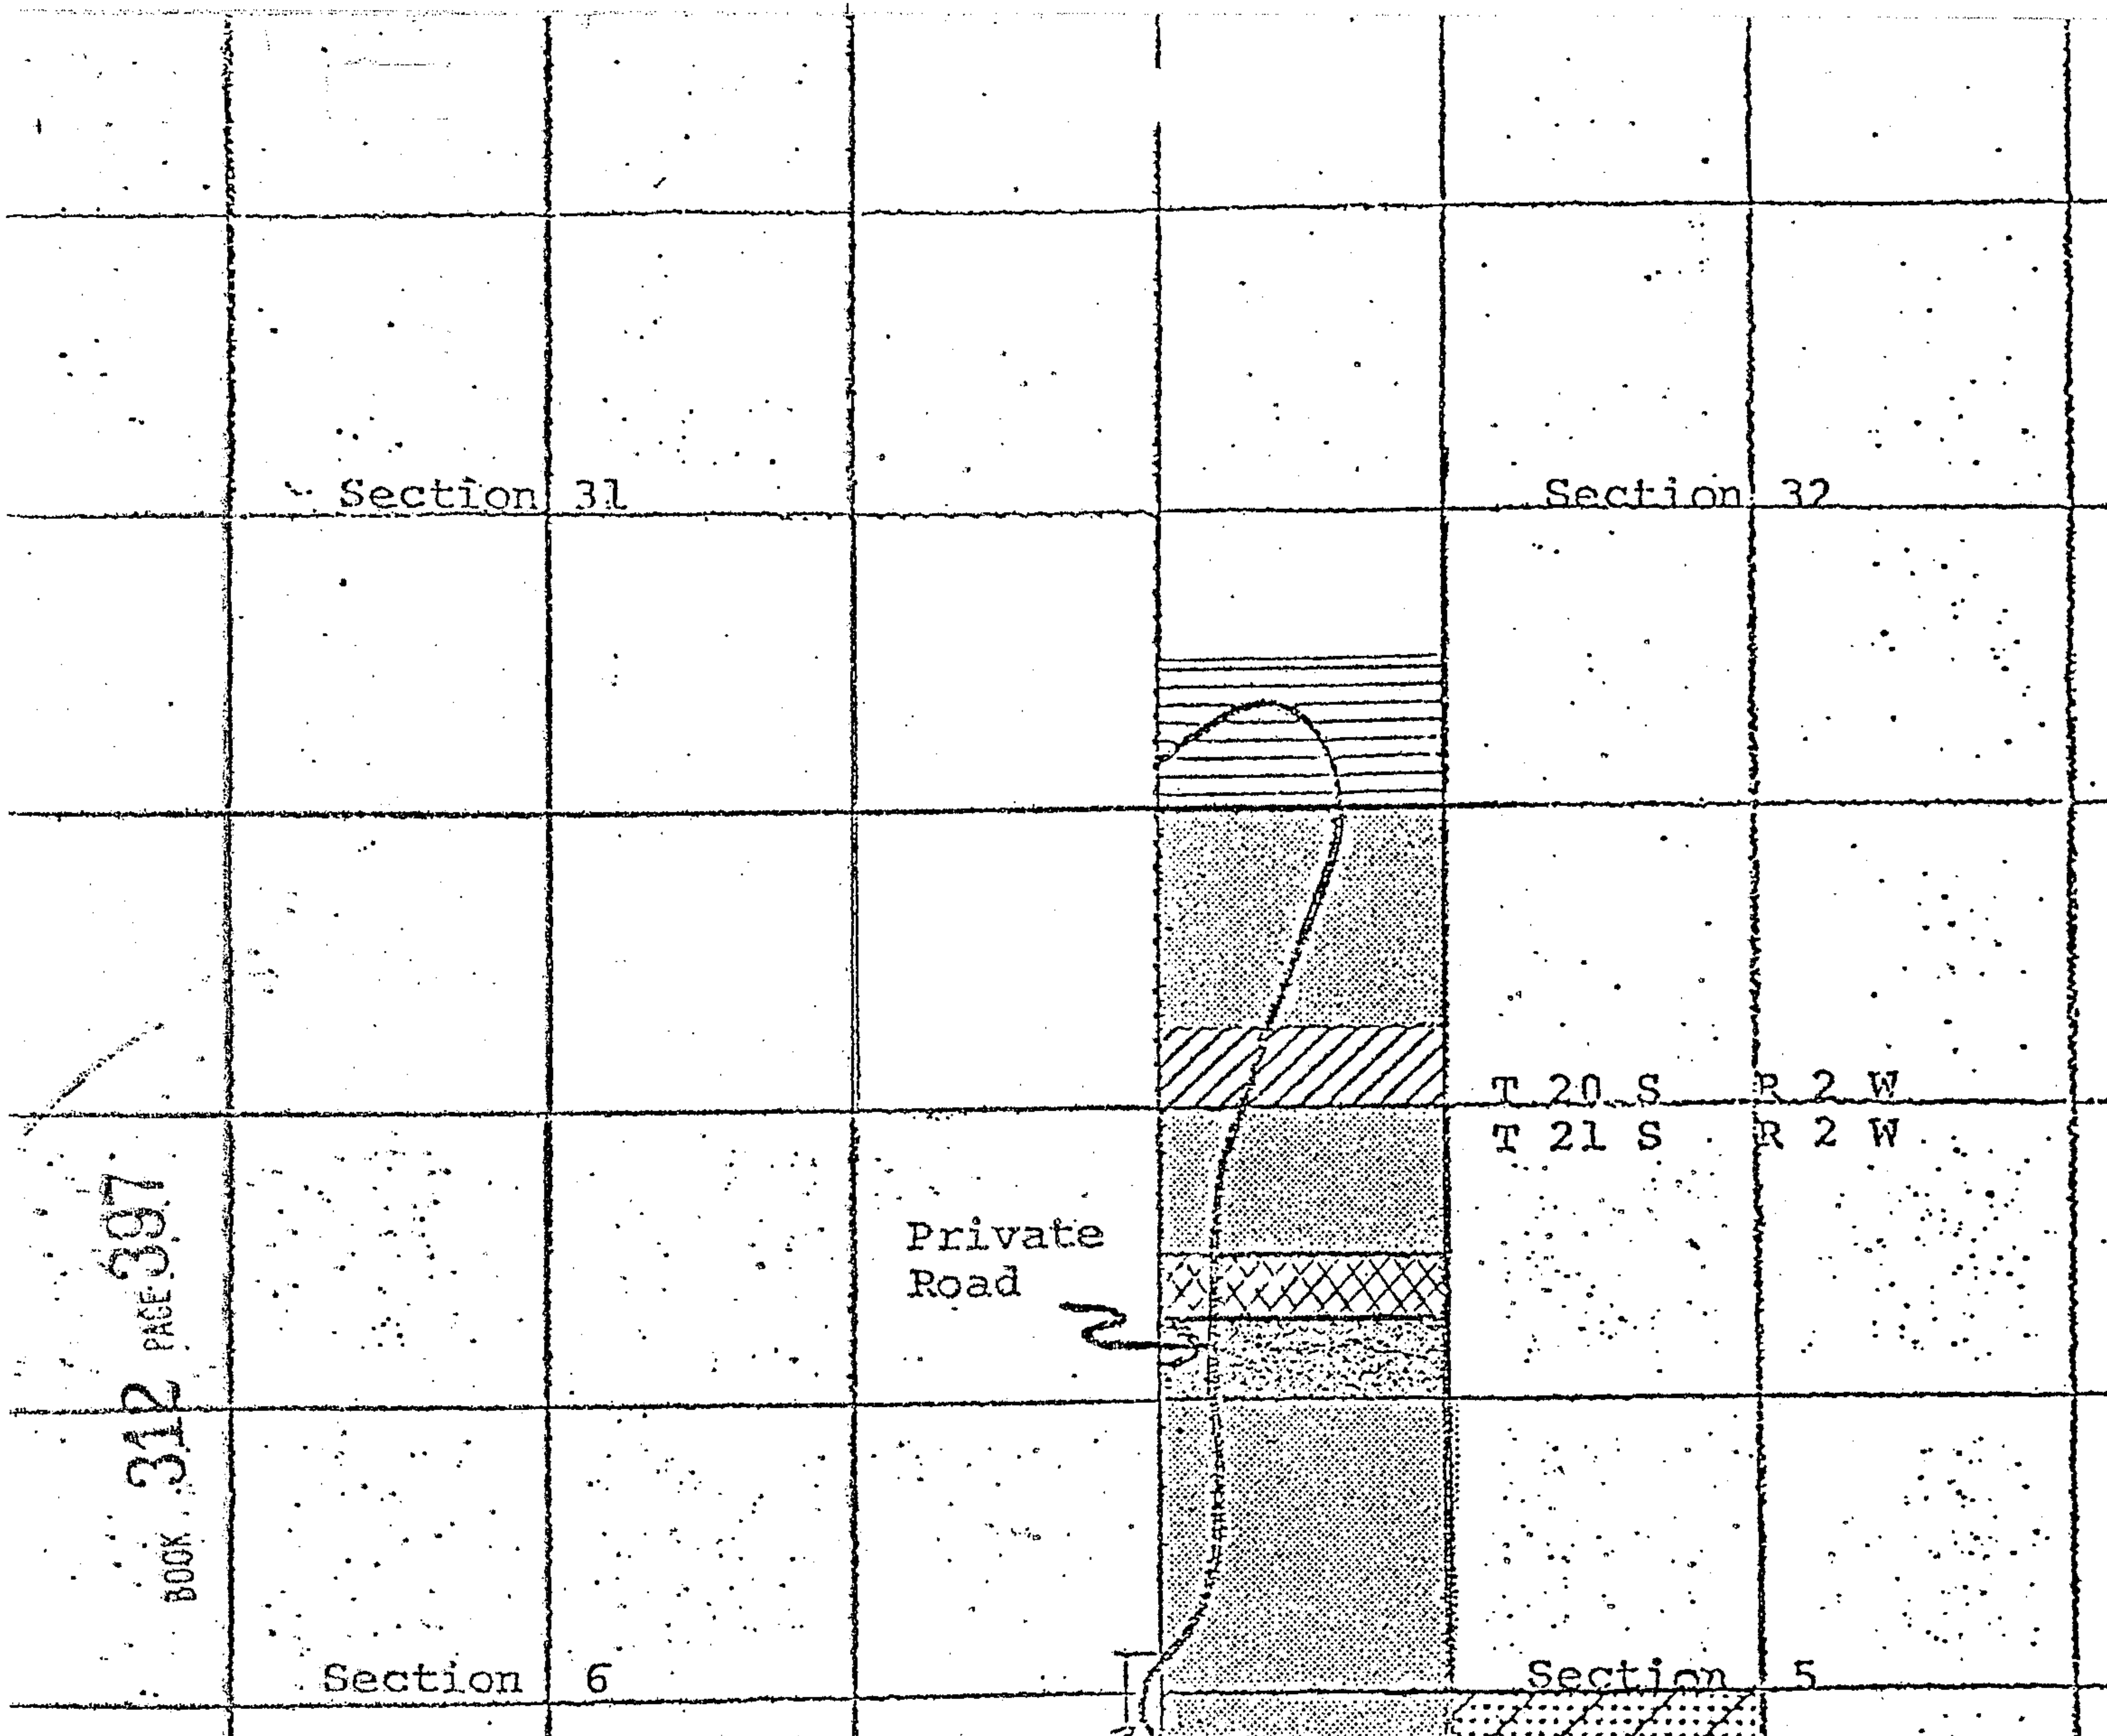 Section 31
Section 32
T 20 S R 2 W
T 21 S R 2 W
Private
Road
BOOK 312 PAGE 397
Section 6
Section 5